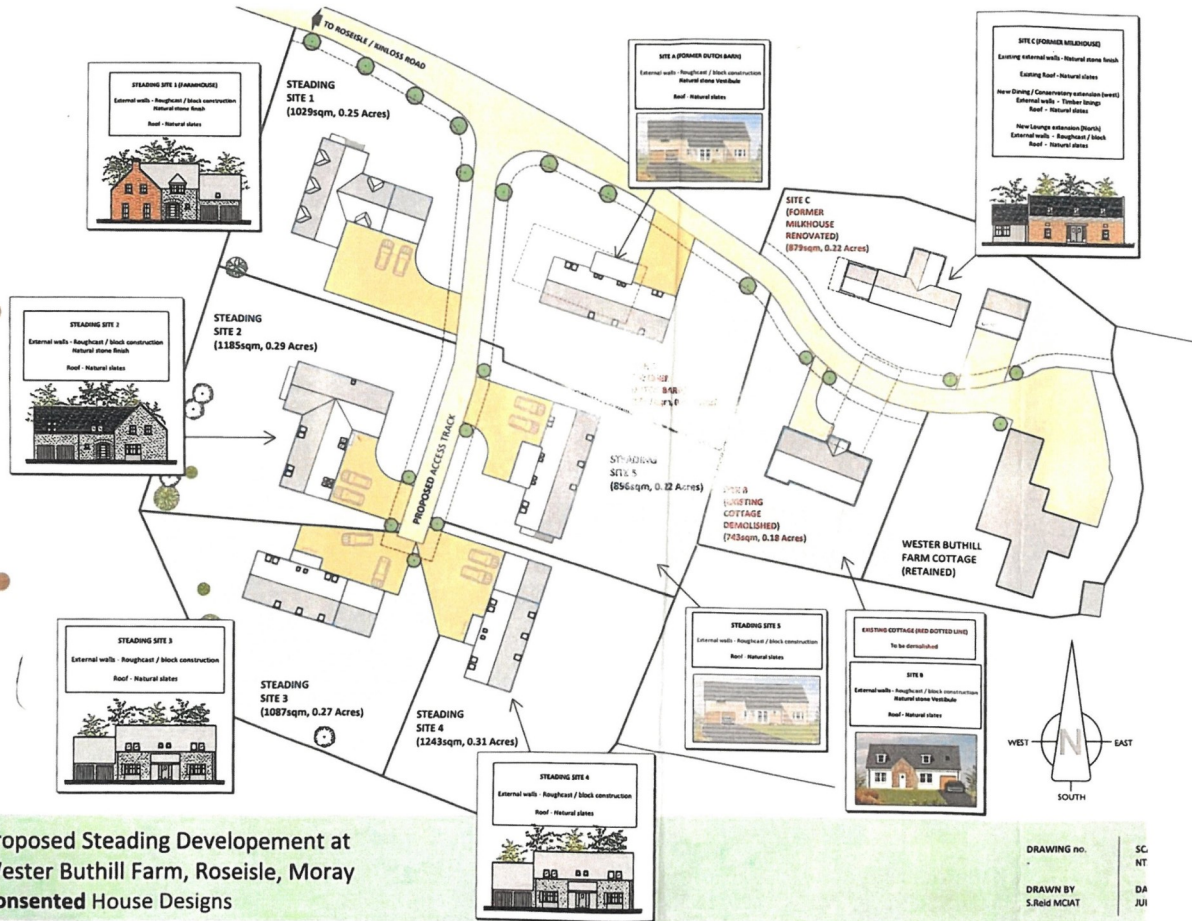 TO ROSEISLE / KINLOSS ROAD
STEADING SITE 1 (FARMHOUSE)
External walls - Roughcast / block construction
Natural stone finish
Roof - Natural slates
STEADING
SITE 1
(1029sqm, 0.25 Acres)
SITE A (FORMER DUTCH BARN)
External walls - Roughcast / block construction
Natural stone Vestibule
Roof - Natural slates
SITE C (FORMER MILKHOUSE)
Existing external walls - Natural stone finish
Existing Roof - Natural slates
New Dining / Conservatory extension (west)
External walls - Timber linings
Roof - Natural slates
New Lounge extension (North)
External walls - Roughcast / block
Roof - Natural slates
SITE C
(FORMER
MILKHOUSE
RENOVATED)
(879sqm, 0.22 Acres)
STEADING SITE 2
External walls - Roughcast / block construction
Natural stone finish
Roof - Natural slates
STEADING
SITE 2
(1185sqm, 0.29 Acres)
PROPOSED ACCESS TRACK
STEADING
SITE 5
(896sqm, 0.22 Acres)
SITE B
(EXISTING
COTTAGE
DEMOLISHED)
(743sqm, 0.18 Acres)
WESTER BUTHILL
FARM COTTAGE
(RETAINED)
STEADING SITE 3
External walls - Roughcast / block construction
Roof - Natural slates
STEADING
SITE 3
(1087sqm, 0.27 Acres)
STEADING
SITE 4
(1243sqm, 0.31 Acres)
STEADING SITE 5
External walls - Roughcast / block construction
Roof - Natural slates
EXISTING COTTAGE (RED DOTTED LINE)
To be demolished
SITE B
External walls - Roughcast / block construction
Natural stone Vestibule
Roof - Natural slates
WEST
N
EAST
SOUTH
STEADING SITE 4
External walls - Roughcast / block construction
Roof - Natural slates
roposed Steading Developement at
Vester Buthill Farm, Roseisle, Moray
onsented House Designs
DRAWING no.
-
SCA
NT
DRAWN BY
S.Reid MCIAT
DA
JUI